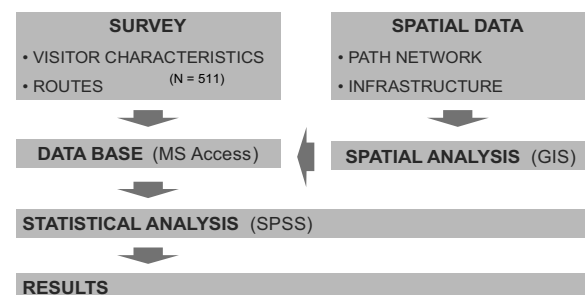 SURVEY
• VISITOR CHARACTERISTICS
• ROUTES (N = 511)
SPATIAL DATA
• PATH NETWORK
• INFRASTRUCTURE
DATA BASE (MS Access)
SPATIAL ANALYSIS (GIS)
STATISTICAL ANALYSIS (SPSS)
RESULTS